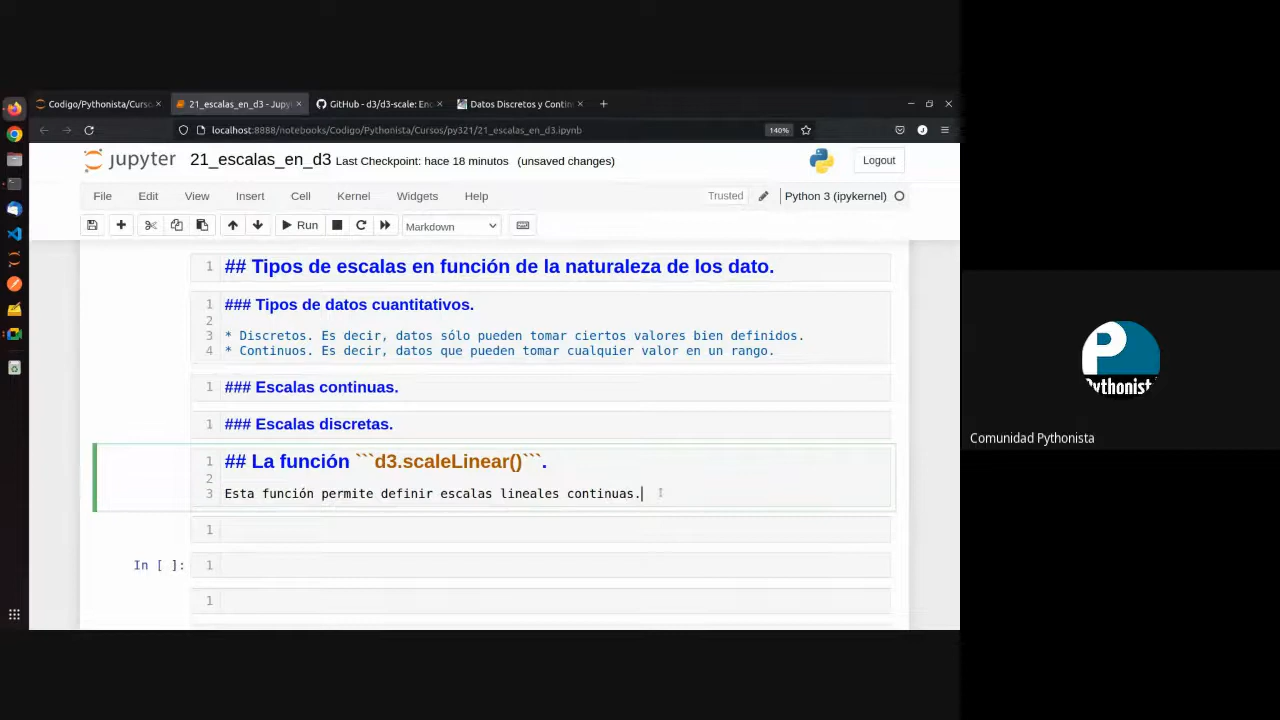 Codigo/Pythonista/Curso
21_escalas_en_d3 - Jupyt
GitHub - d3/d3-scale: Enc
Datos Discretos y Contin
localhost:8888/notebooks/Codigo/Pythonista/Cursos/py321/21_escalas_en_d3.ipynb
140%
jupyter
21_escalas_en_d3 Last Checkpoint: hace 18 minutos (unsaved changes)
Logout
File Edit View Insert Cell Kernel Widgets Help
Trusted
Python 3 (ipykernel)
Run
Markdown
1 ## Tipos de escalas en función de la naturaleza de los dato.
1 ### Tipos de datos cuantitativos.
2
3 * Discretos. Es decir, datos sólo pueden tomar ciertos valores bien definidos.
4 * Continuos. Es decir, datos que pueden tomar cualquier valor en un rango.
1 ### Escalas continuas.
1 ### Escalas discretas.
1 ## La función ```d3.scaleLinear()```.
2
3 Esta función permite definir escalas lineales continuas.
1
In [ ]: 1
1
P
Pythonist
Comunidad Pythonista